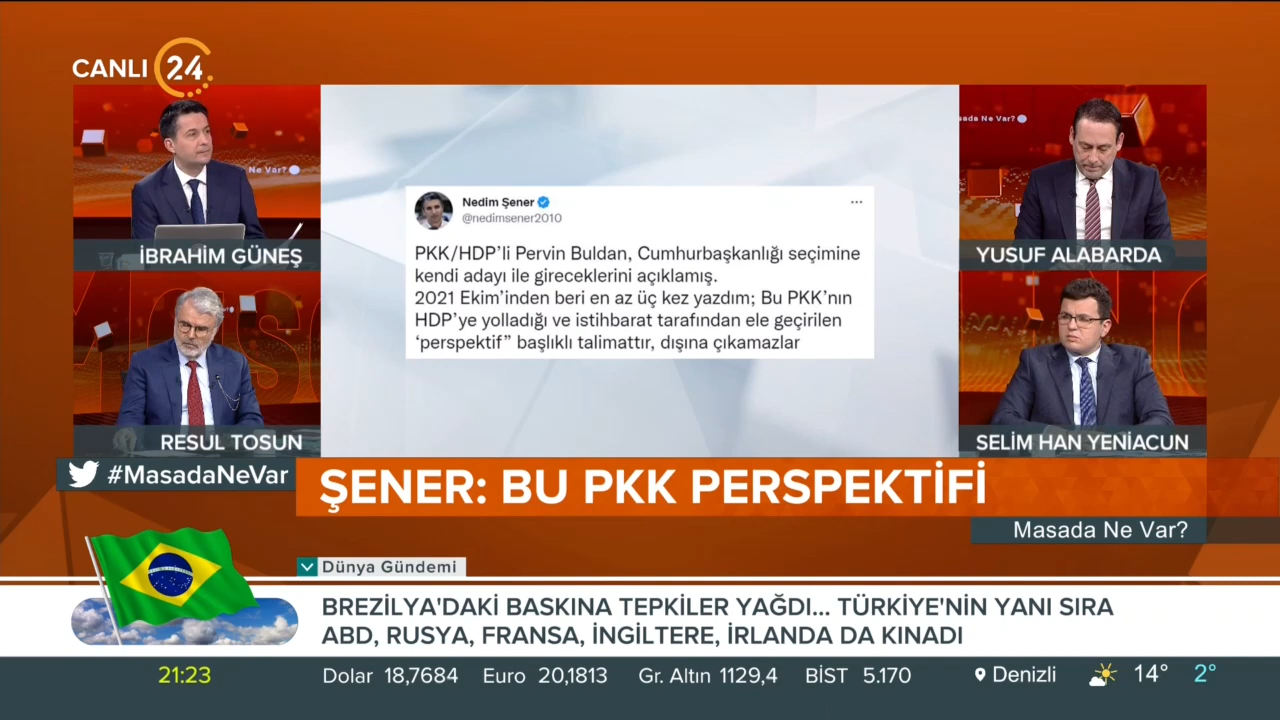 CANLI 24
Ne Var?
asada Ne Var?
İBRAHİM GÜNEŞ
YUSUF ALABARDA
Nedim Şener
@nedimsener2010
PKK/HDP'li Pervin Buldan, Cumhurbaşkanlığı seçimine
kendi adayı ile gireceklerini açıklamış.
2021 Ekim'inden beri en az üç kez yazdım; Bu PKK'nın
HDP'ye yolladığı ve istihbarat tarafından ele geçirilen
‘perspektif” başlıklı talimattır, dışına çıkamazlar
RESUL TOSUN
SELİM HAN YENİACUN
#MasadaNeVar
ŞENER: BU PKK PERSPEKTİFİ
Masada Ne Var?
Dünya Gündemi
BREZİLYA'DAKİ BASKINA TEPKİLER YAĞDI... TÜRKİYE'NİN YANI SIRA
ABD, RUSYA, FRANSA, İNGİLTERE, İRLANDA DA KINADI
21:23 Dolar 18,7684 Euro 20,1813 Gr. Altın 1129,4 BİST 5.170 Denizli 14° 2°